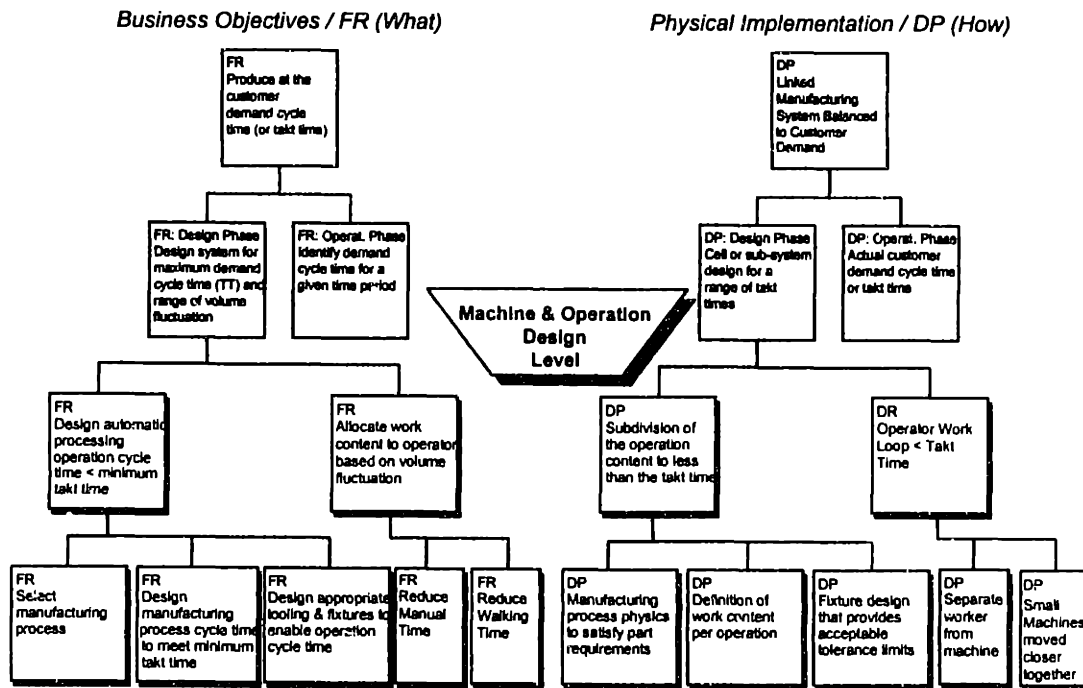 Business Objectives / FR (What)
Physical Implementation / DP (How)
FR
Produce at the
customer
demand cycle
time (or takt time)
DP
Linked
Manufacturing
System Balanced
to Customer
Demand
FR: Design Phase
Design system for
maximum demand
cycle time (TT) and
range of volume
fluctuation
FR: Operat. Phase
Identify demand
cycle time for a
given time period
DP: Design Phase
Cell or sub-system
design for a
range of takt
times
DP: Operat. Phase
Actual customer
demand cycle time
or takt time
Machine & Operation
Design
Level
FR
Design automatic
processing
operation cycle
time < minimum
takt time
FR
Allocate work
content to operator
based on volume
fluctuation
DP
Subdivision of
the operation
content to less
than the takt time
DR
Operator Work
Loop < Takt
Time
FR
Select
manufacturing
process
FR
Design
manufacturing
process cycle time
to meet minimum
takt time
FR
Design appropriate
tooling & fixtures to
enable operation
cycle time
FR
Reduce
Manual
Time
FR
Reduce
Walking
Time
DP
Manufacturing
process physics
to satisfy part
requirements
DP
Definition of
work content
per operation
DP
Fixture design
that provides
acceptable
tolerance limits
DP
Separate
worker
from
machine
DP
Small
Machines
moved
closer
together